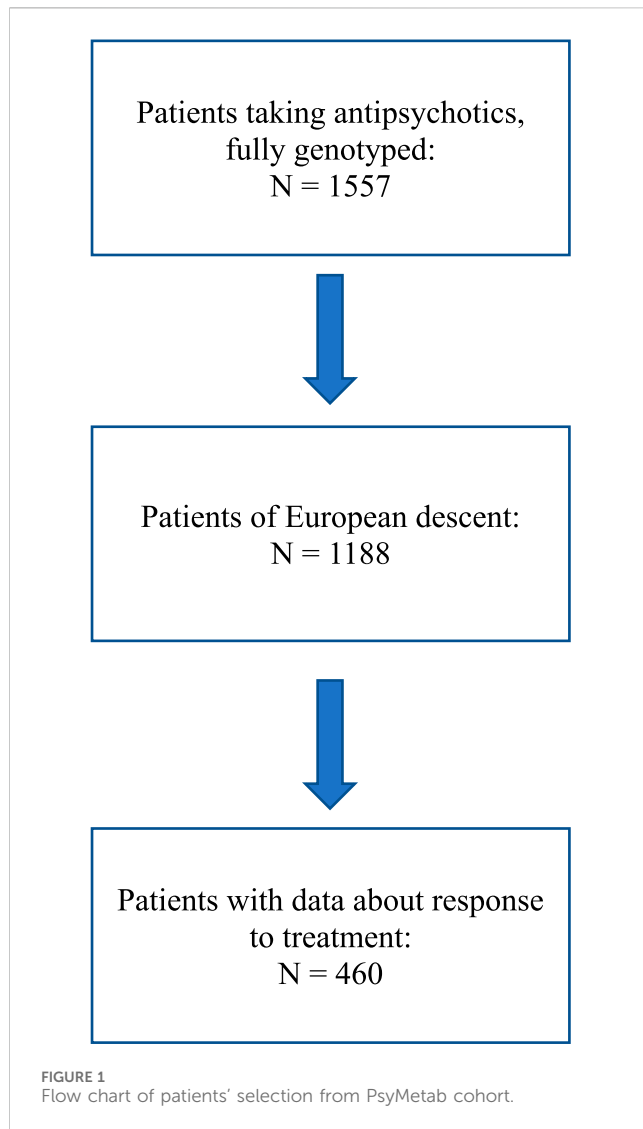 Patients taking antipsychotics,
fully genotyped:
N = 1557
Patients of European descent:
N = 1188
Patients with data about response
to treatment:
N = 460
FIGURE 1
Flow chart of patients’ selection from PsyMetab cohort.